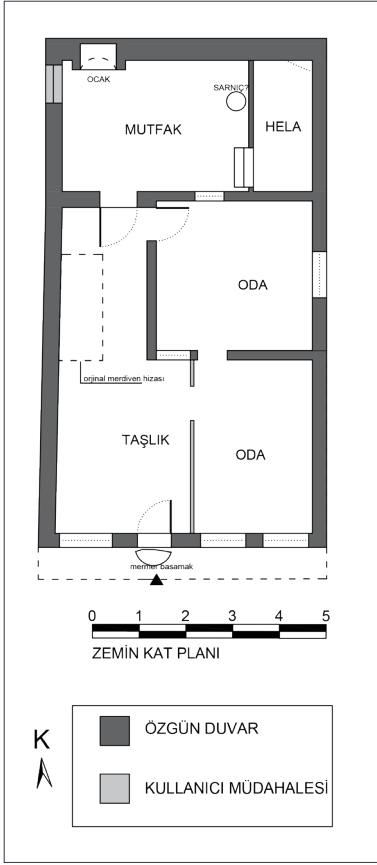 OCAK
SARNIÇ?
MUTFAK
HELA
ODA
orjinal merdiven hizası
TAŞLIK
ODA
mermer basamak
0 1 2 3 4 5
ZEMİN KAT PLANI
K
ÖZGÜN DUVAR
KULLANICI MÜDAHALESİ